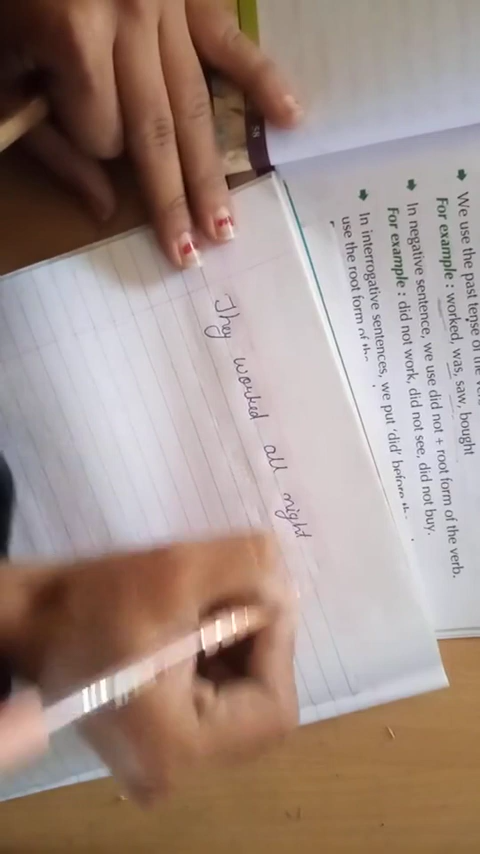 58
We use the past tense of the
For example : worked, was, saw, bought
In negative sentence, we use did not + root form of the verb.
For example : did not work, did not see, did not buy.
In interrogative sentences, we put 'did' before
use the root form of
They worked all night